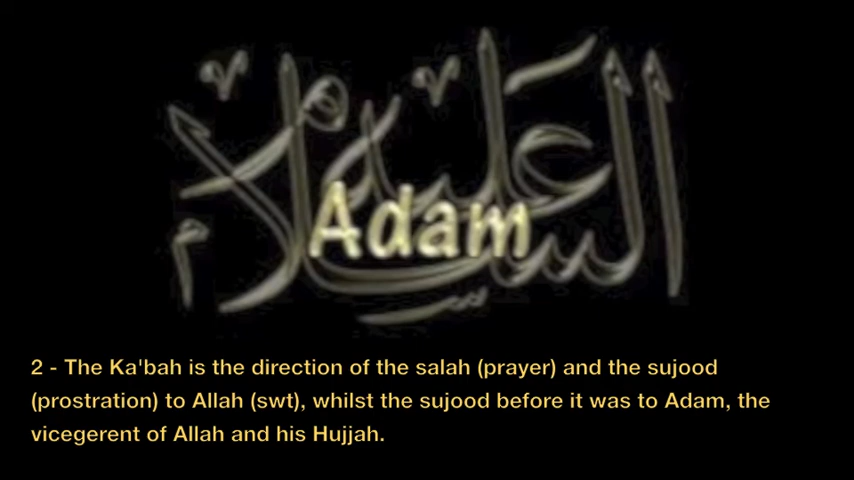 عليه السلام
Adam
2 - The Ka'bah is the direction of the salah (prayer) and the sujood
(prostration) to Allah (swt), whilst the sujood before it was to Adam, the
vicegerent of Allah and his Hujjah.